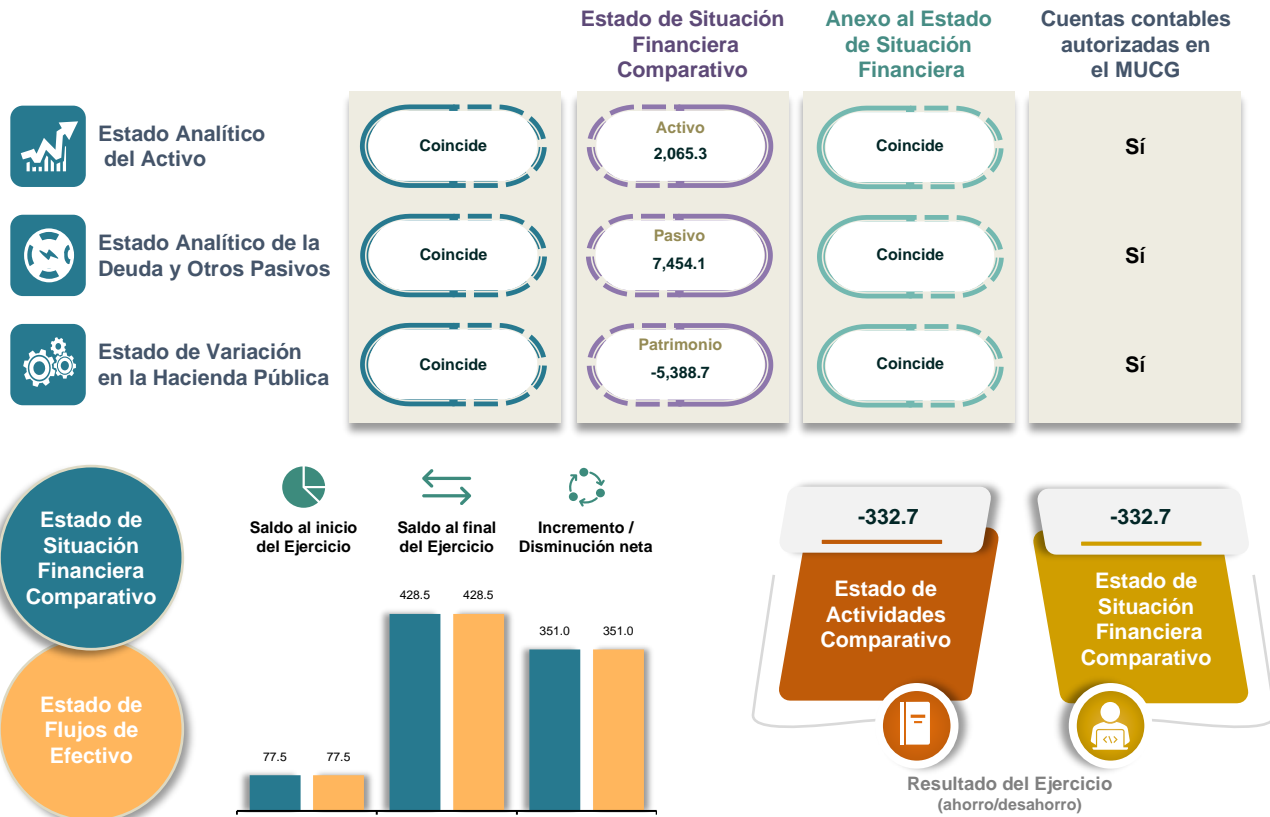 Estado de Situación
Financiera
Comparativo
Anexo al Estado
de Situación
Financiera
Cuentas contables
autorizadas en
el MUCG
Estado Analítico
del Activo
Coincide
Activo
2,065.3
Coincide
Sí
Estado Analítico de la
Deuda y Otros Pasivos
Coincide
Pasivo
7,454.1
Coincide
Sí
Estado de Variación
en la Hacienda Pública
Coincide
Patrimonio
-5,388.7
Coincide
Sí
Estado de
Situación
Financiera
Comparativo
Estado de
Flujos de
Efectivo
Saldo al inicio
del Ejercicio
Saldo al final
del Ejercicio
Incremento /
Disminución neta
77.5
77.5
428.5
428.5
351.0
351.0
-332.7
Estado de
Actividades
Comparativo
-332.7
Estado de
Situación
Financiera
Comparativo
Resultado del Ejercicio
(ahorro/desahorro)